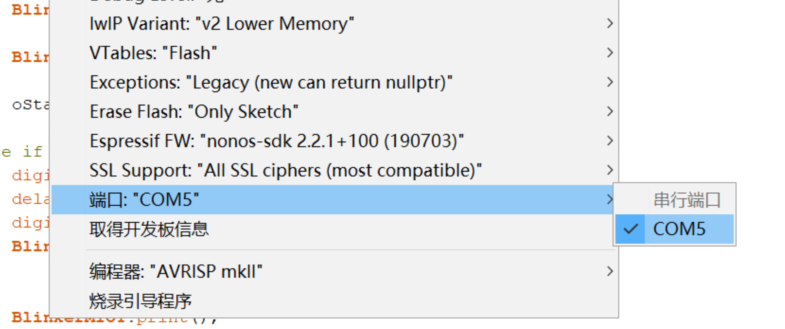 Blin
lwIP Variant: "v2 Lower Memory"
Blin
VTables: "Flash"
Exceptions: "Legacy (new can return nullptr)"
oSta
Erase Flash: "Only Sketch"
Espressif FW: "nonos-sdk 2.2.1+100 (190703)"
e if
SSL Support: "All SSL ciphers (most compatible)"
digi
端口: "COM5"
串行端口
dela
取得开发板信息
COM5
digi
Blin
编程器: "AVRISP mkII"
烧录引导程序